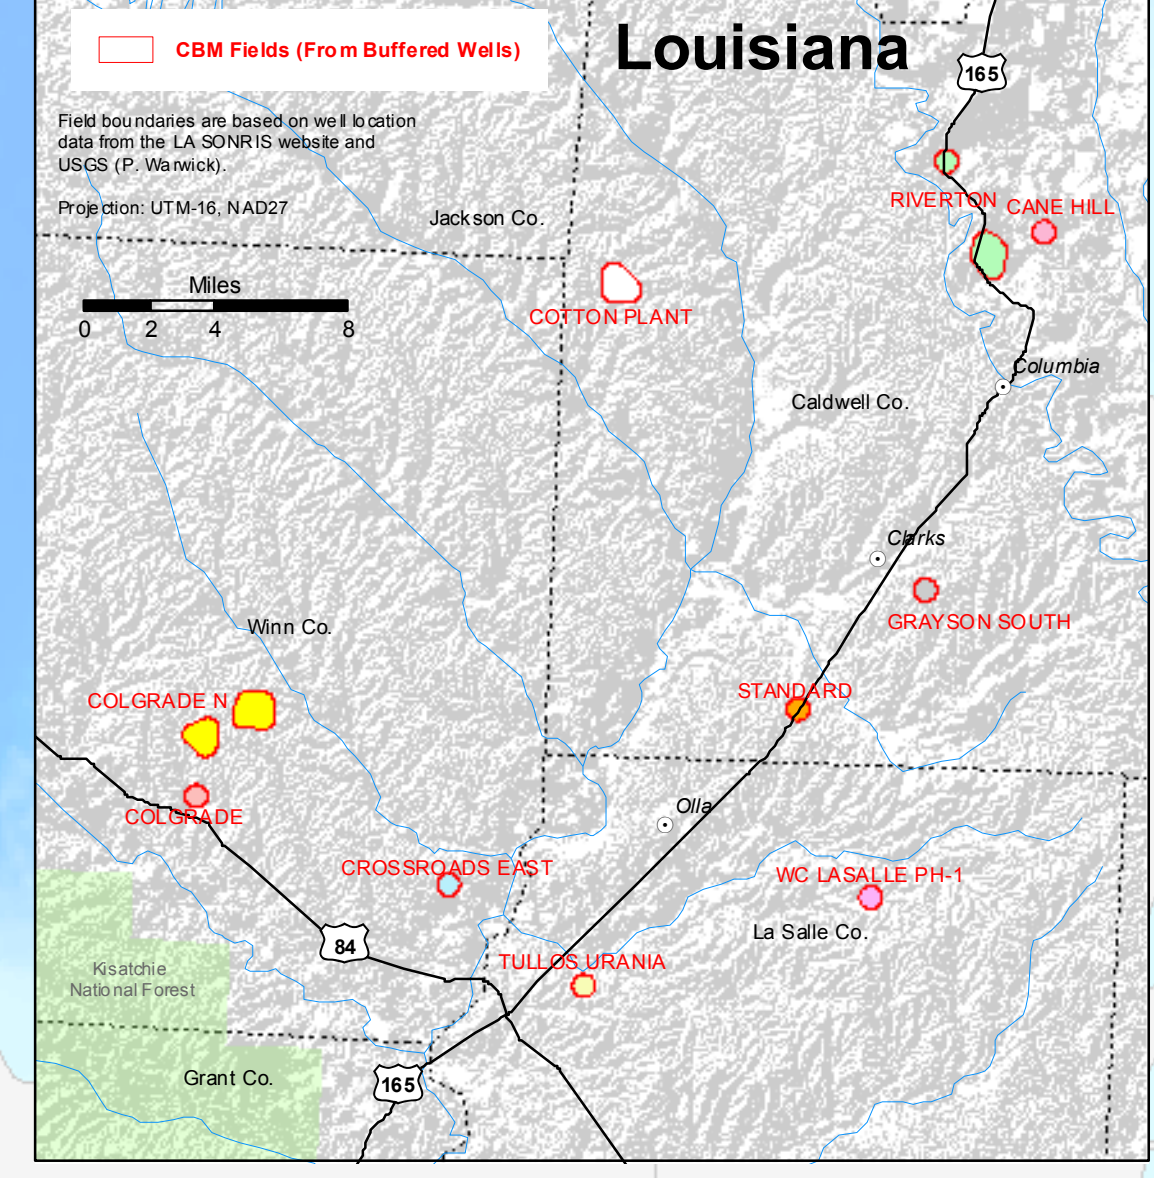 Louisiana
CBM Fields (From Buffered Wells)
165
Field boundaries are based on well location
data from the LA SONRIS website and
USGS (P. Warwick).
Projection: UTM-16, NAD27
RIVERTON
CANE HILL
Jackson Co.
Miles
0 2 4 8
COTTON PLANT
Columbia
Caldwell Co.
Clarks
GRAYSON SOUTH
Winn Co.
COLGRADE N
STANDARD
COLGRADE
Olla
CROSSROADS EAST
WC LASALLE PH-1
La Salle Co.
84
TULLOS URANIA
Kisatchie
National Forest
Grant Co.
165